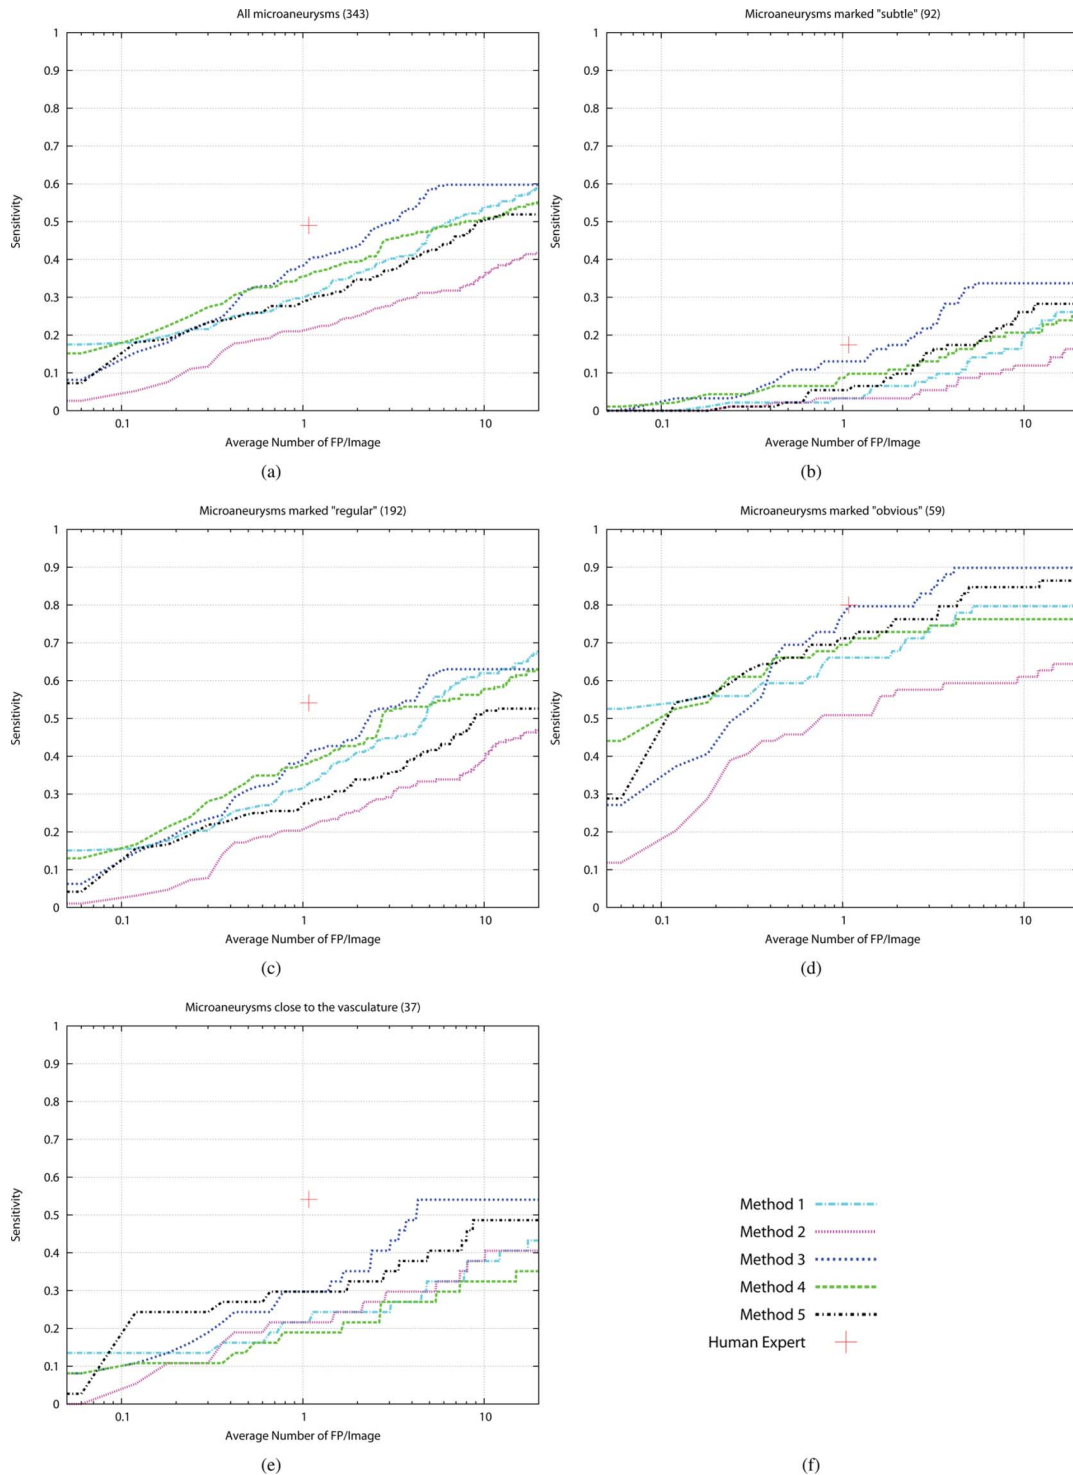 All microaneurysms (343)
1
0.9
0.8
0.7
0.6
0.5
0.4
0.3
0.2
0.1
0
Sensitivity
0.1 1 10
Average Number of FP/Image
(a)
Microaneurysms marked "subtle" (92)
1
0.9
0.8
0.7
0.6
0.5
0.4
0.3
0.2
0.1
0
Sensitivity
0.1 1 10
Average Number of FP/Image
(b)
Microaneurysms marked "regular" (192)
1
0.9
0.8
0.7
0.6
0.5
0.4
0.3
0.2
0.1
0
Sensitivity
0.1 1 10
Average Number of FP/Image
(c)
Microaneurysms marked "obvious" (59)
1
0.9
0.8
0.7
0.6
0.5
0.4
0.3
0.2
0.1
0
Sensitivity
0.1 1 10
Average Number of FP/Image
(d)
Microaneurysms close to the vasculature (37)
1
0.9
0.8
0.7
0.6
0.5
0.4
0.3
0.2
0.1
0
Sensitivity
0.1 1 10
Average Number of FP/Image
(e)
Method 1
Method 2
Method 3
Method 4
Method 5
Human Expert
(f)